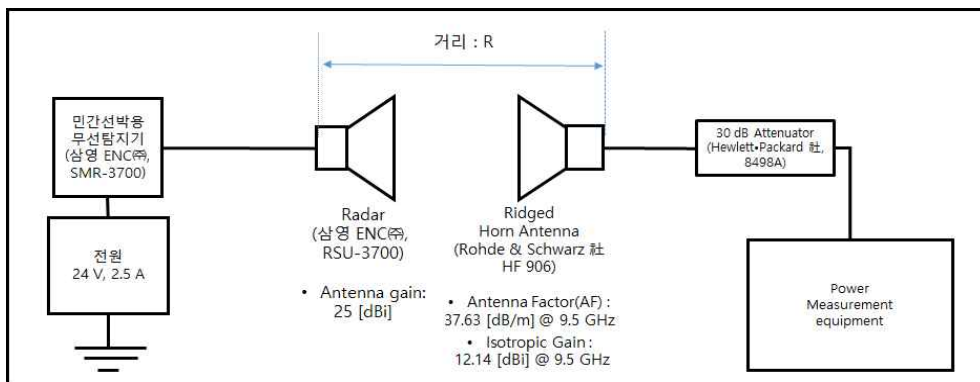 거리 : R
민간선박용
무선탐지기
(삼영 ENC㈜,
SMR-3700)
전원
24 V, 2.5 A
Radar
(삼영 ENC㈜,
RSU-3700)
• Antenna gain:
25 [dBi]
Ridged
Horn Antenna
(Rohde & Schwarz 社
HF 906)
• Antenna Factor(AF) :
37.63 [dB/m] @ 9.5 GHz
• Isotropic Gain :
12.14 [dBi] @ 9.5 GHz
30 dB Attenuator
(Hewlett•Packard 社,
8498A)
Power
Measurement
equipment